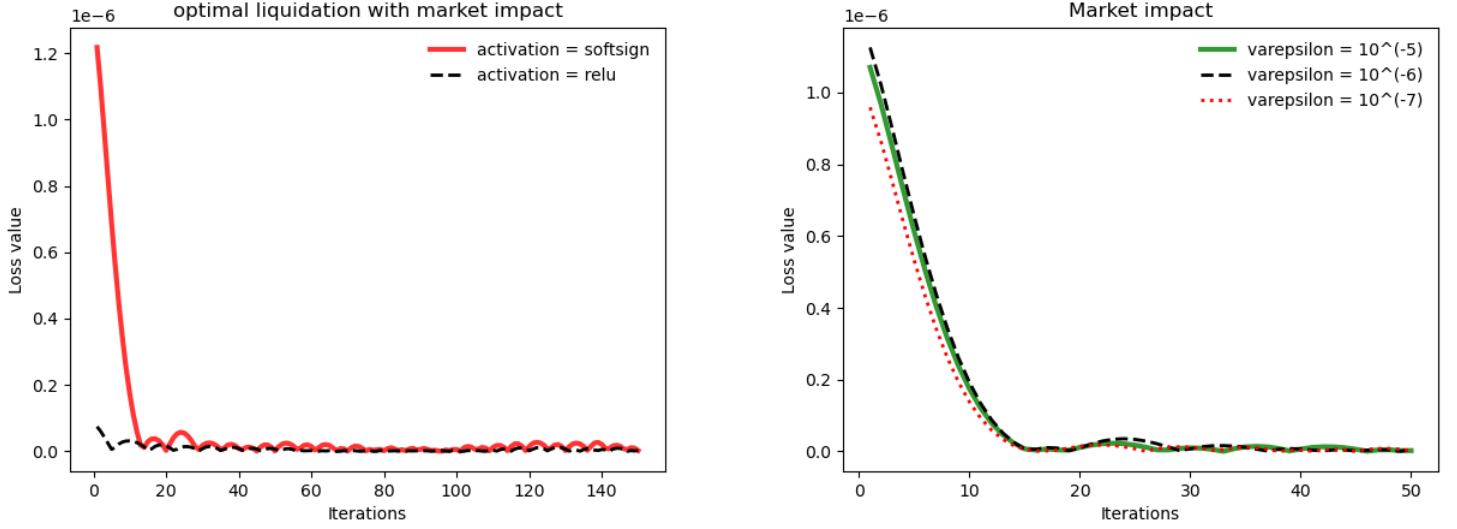 optimal liquidation with market impact
1e−6
activation = softsign
activation = relu
1.2
1.0
0.8
0.6
0.4
0.2
0.0
Loss value
0 20 40 60 80 100 120 140
Iterations
Market impact
1e−6
varepsilon = 10^(-5)
varepsilon = 10^(-6)
varepsilon = 10^(-7)
1.0
0.8
0.6
0.4
0.2
0.0
Loss value
0 10 20 30 40 50
Iterations